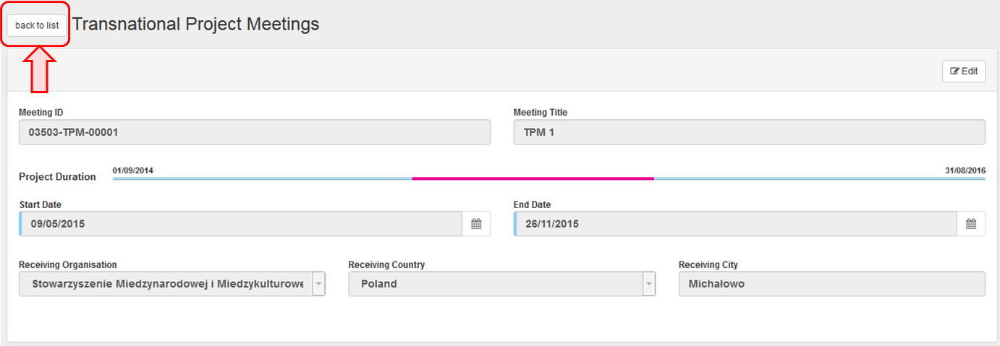 back to list Transnational Project Meetings
Edit
Meeting ID Meeting Title
03503-TPM-00001 TPM 1
01/09/2014 31/08/2016
Project Duration
Start Date End Date
09/05/2015 26/11/2015
Receiving Organisation Receiving Country Receiving City
Stowarzyszenie Miedzynarodowej i Miedzykulturowe Poland Michałowo